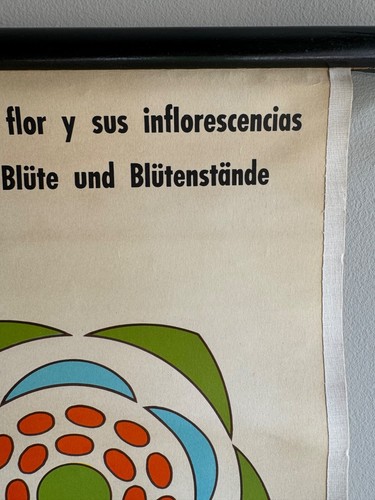 flor y sus inflorescencias
Blüte und Blütenstände